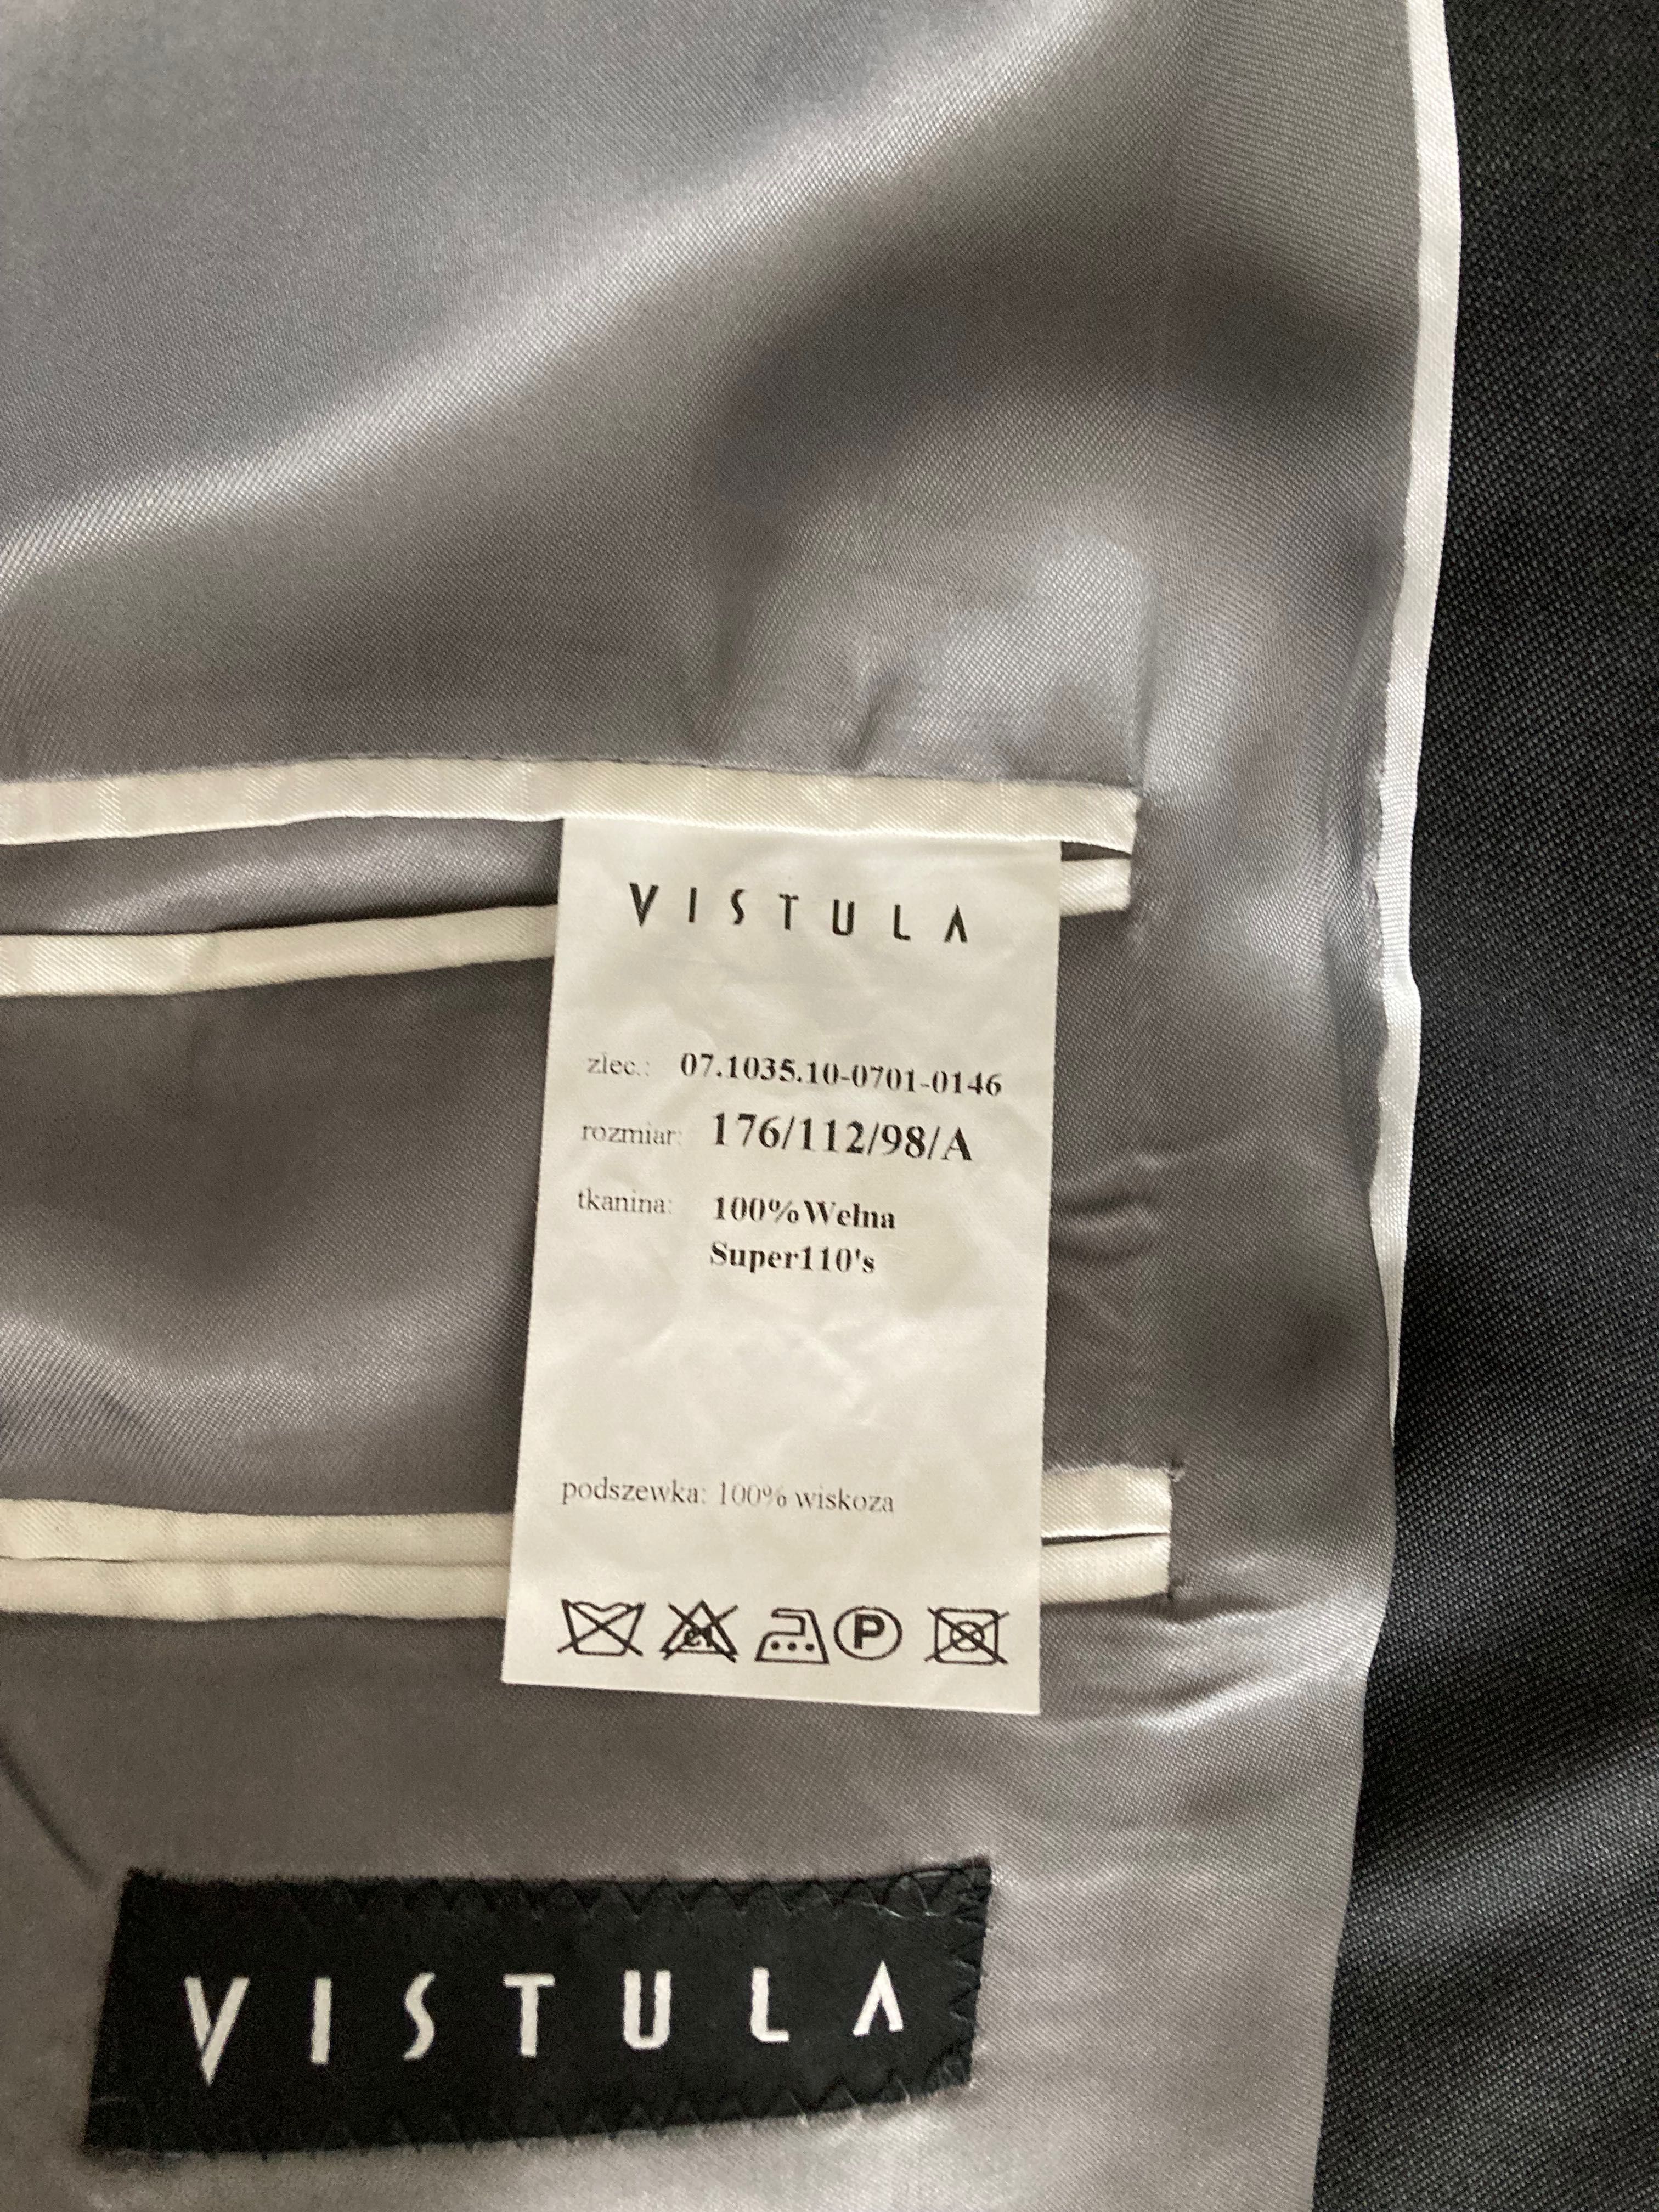 VISTULA
zlec.: 07.1035.10-0701-0146
rozmiar: 176/112/98/A
tkanina: 100%Wełna
Super110's
podszewka: 100% wiskoza
cl P
VISTULA